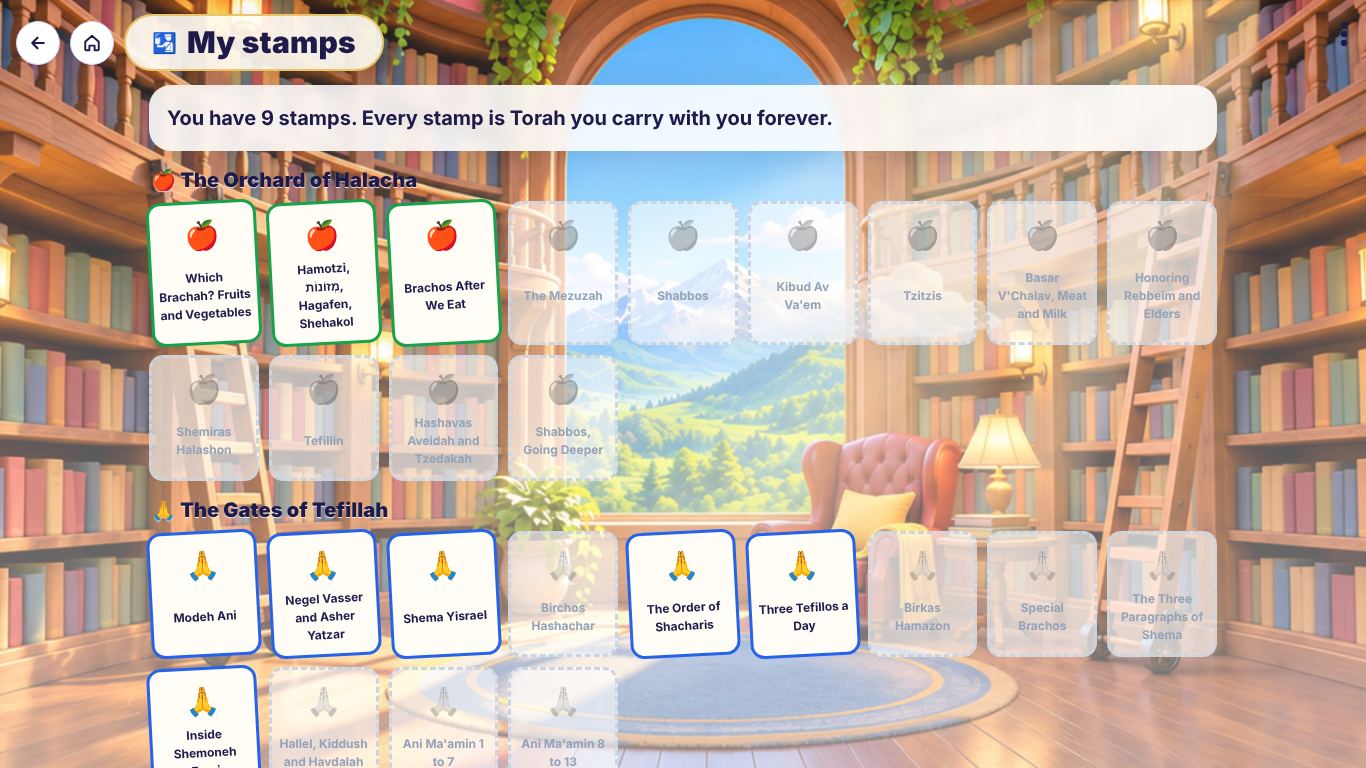 My stamps
You have 9 stamps. Every stamp is Torah you carry with you forever.
The Orchard of Halacha
Which
Brachah? Fruits
and Vegetables
Hamotzi,
מְזוֹנוֹת,
Hagafen,
Shehakol
Brachos After
We Eat
The Mezuzah
Shabbos
Kibud Av
Va'em
Tzitzis
Basar
V'Chalav, Meat
and Milk
Honoring
Rebbeim and
Elders
Shemiras
Halashon
Tefillin
Hashavas
Aveidah and
Tzedakah
Shabbos,
Going Deeper
The Gates of Tefillah
Modeh Ani
Negel Vasser
and Asher
Yatzar
Shema Yisrael
Birchos
Hashachar
The Order of
Shacharis
Three Tefillos a
Day
Birkas
Hamazon
Special
Brachos
The Three
Paragraphs of
Shema
Inside
Shemoneh
Hallel, Kiddush
and Havdalah
Ani Ma'amin 1
to 7
Ani Ma'amin 8
to 13